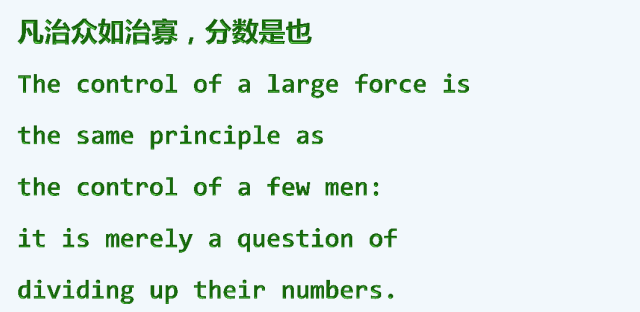 凡治众如治寡，分数是也
The control of a large force is
the same principle as
the control of a few men:
it is merely a question of
dividing up their numbers.